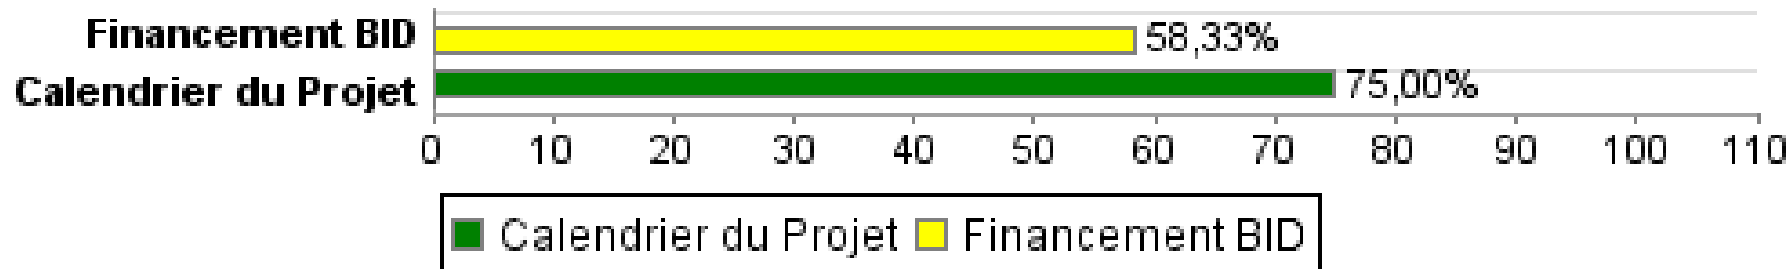 Financement BID 58,33%
Calendrier du Projet 75,00%
0 10 20 30 40 50 60 70 80 90 100 110
Calendrier du Projet Financement BID